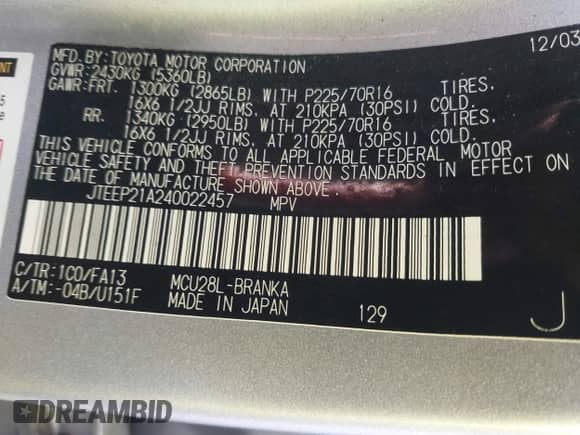 12/03
MFD.BY:TOYOTA MOTOR CORPORATION
GVWR:2430KG (5360LB)
GAWR:FRT. 1300KG (2865LB) WITH P225/70R16 TIRES,
16X6 1/2JJ RIMS, AT 210KPA (30PSI) COLD.
RR. 1340KG (2950LB) WITH P225/70R16 TIRES,
16X6 1/2JJ RIMS, AT 210KPA (30PSI) COLD.
THIS VEHICLE CONFORMS TO ALL APPLICABLE FEDERAL MOTOR
VEHICLE SAFETY AND THEFT PREVENTION STANDARDS IN EFFECT ON
THE DATE OF MANUFACTURE SHOWN ABOVE.
JTEEP21A240022457 MPV
C/TR:1C0/FA13 MCU28L-BRANKA
A/TM:-04B/U151F MADE IN JAPAN 129 J
DREAMBID